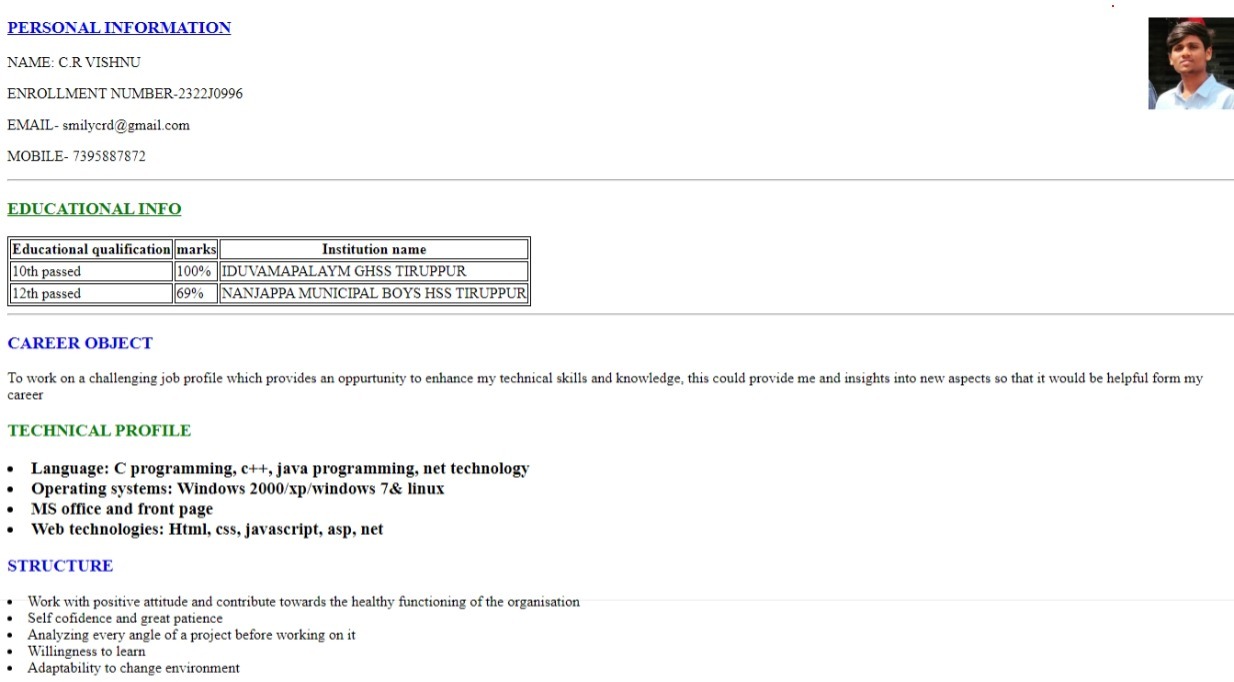 PERSONAL INFORMATION
NAME: C.R VISHNU
ENROLLMENT NUMBER-2322J0996
EMAIL- smilycrd@gmail.com
MOBILE- 7395887872
EDUCATIONAL INFO
Educational qualification marks Institution name
10th passed 100% IDUVAMAPALAYM GHSS TIRUPPUR
12th passed 69% NANJAPPA MUNICIPAL BOYS HSS TIRUPPUR
CAREER OBJECT
To work on a challenging job profile which provides an oppurtunity to enhance my technical skills and knowledge, this could provide me and insights into new aspects so that it would be helpful form my
career
TECHNICAL PROFILE
• Language: C programming, c++, java programming, net technology
• Operating systems: Windows 2000/xp/windows 7& linux
• MS office and front page
• Web technologies: Html, css, javascript, asp, net
STRUCTURE
• Work with positive attitude and contribute towards the healthy functioning of the organisation
• Self cofidence and great patience
• Analyzing every angle of a project before working on it
• Willingness to learn
• Adaptability to change environment